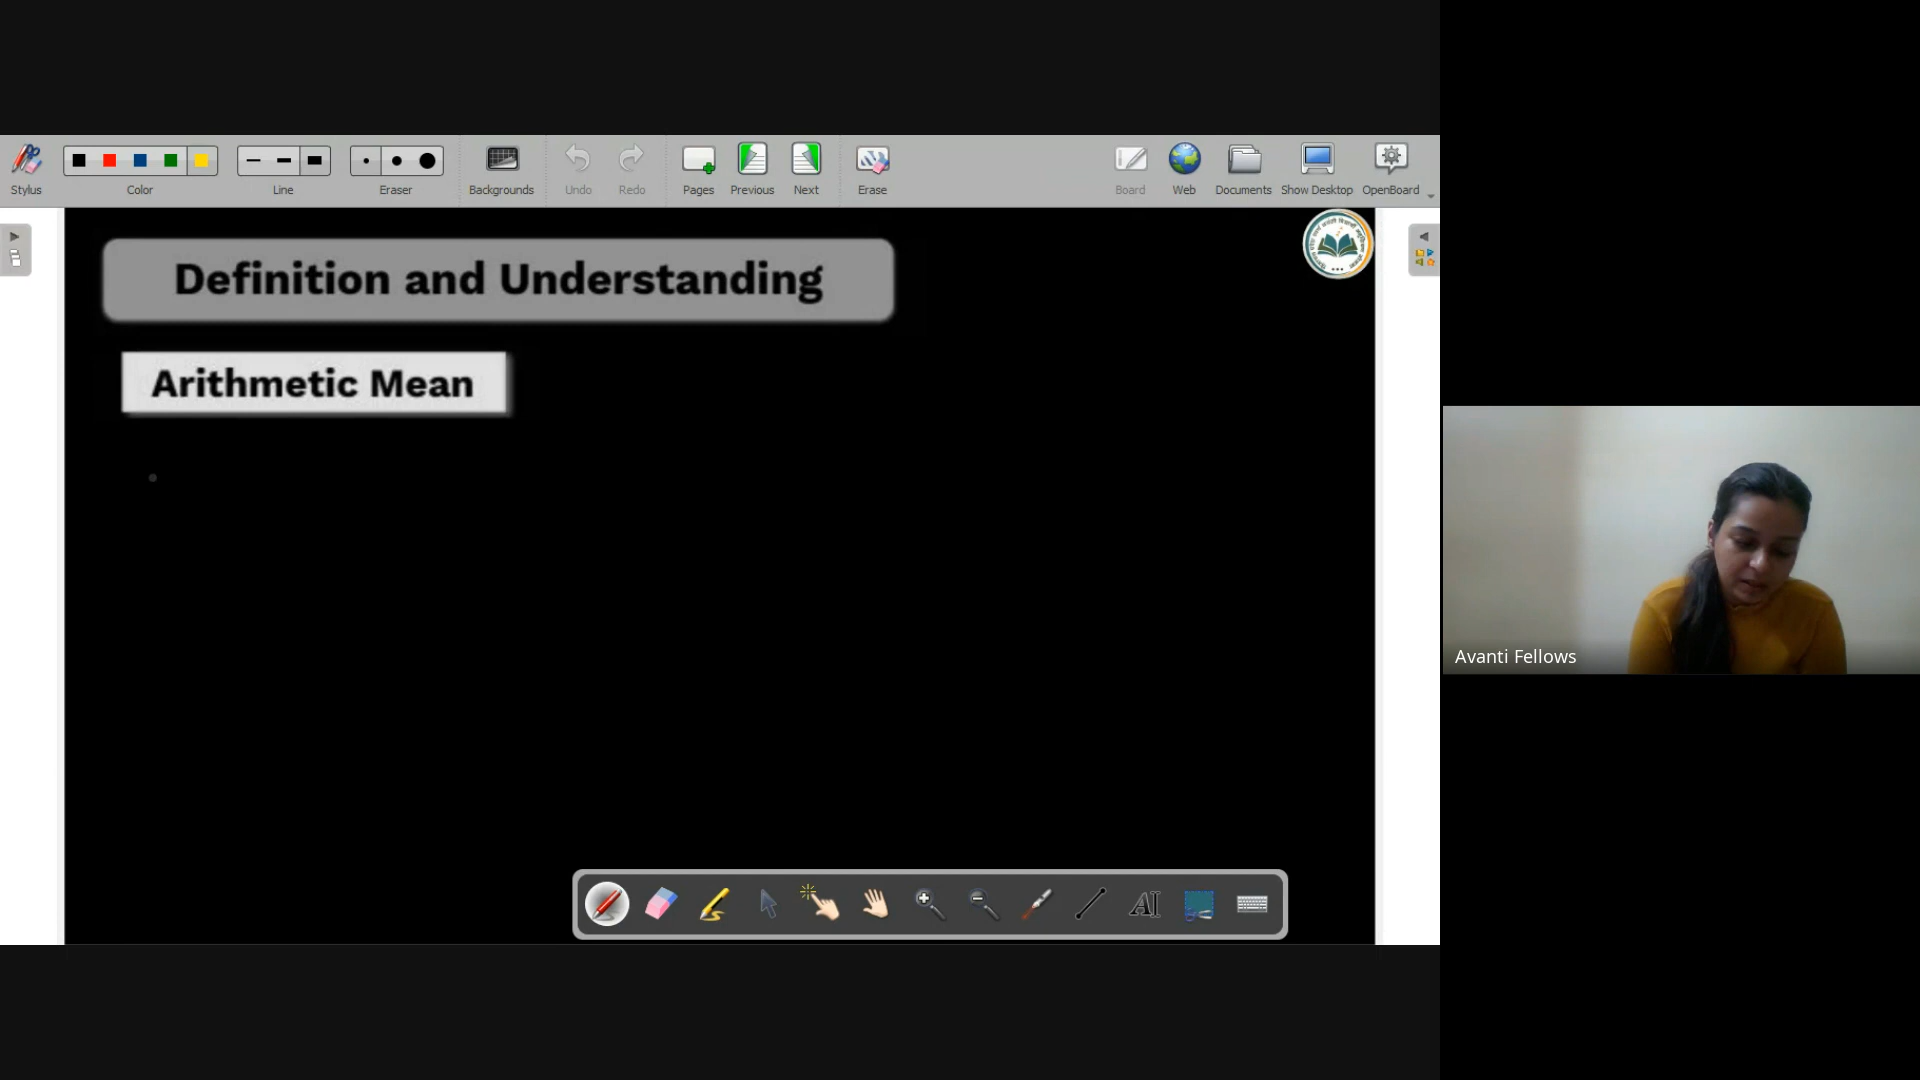 Stylus
Color
Line
Eraser
Backgrounds
Undo
Redo
Pages
Previous
Next
Erase
Board
Web
Documents
Show Desktop
OpenBoard
Definition and Understanding
Arithmetic Mean
AI
Avanti Fellows